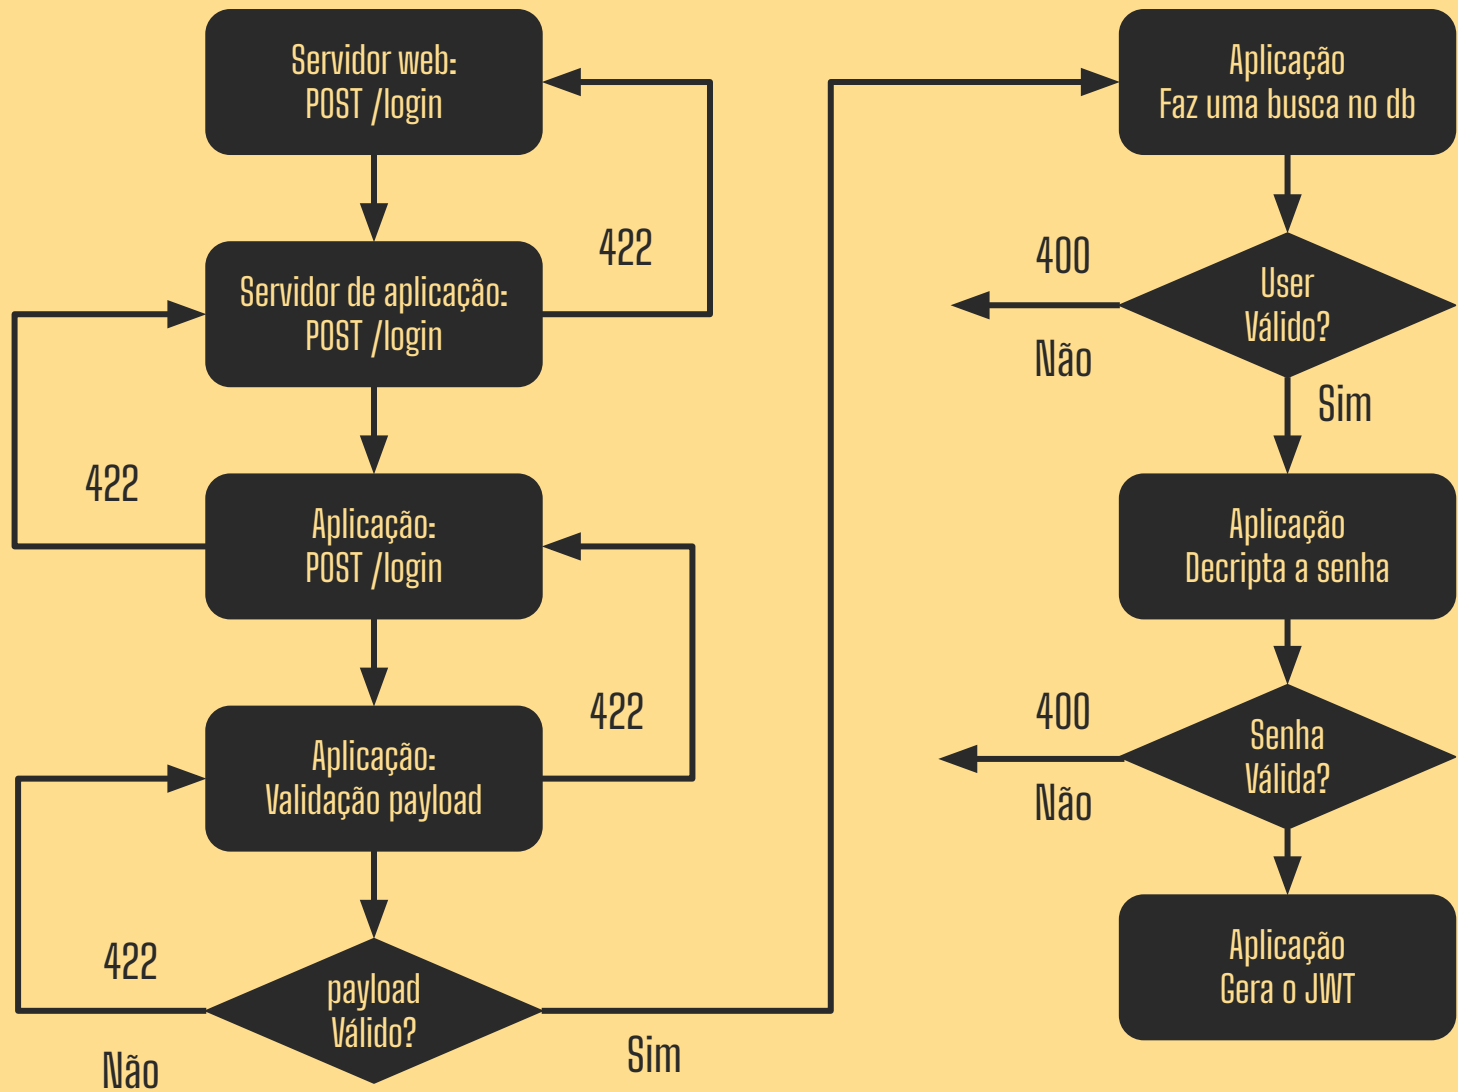 Servidor web:
POST /login
422
Servidor de aplicação:
POST /login
422
Aplicação:
POST /login
422
Aplicação:
Validação payload
422
payload
Válido?
Não
Sim
Aplicação
Faz uma busca no db
400
User
Válido?
Não
Sim
Aplicação
Decripta a senha
400
Senha
Válida?
Não
Aplicação
Gera o JWT